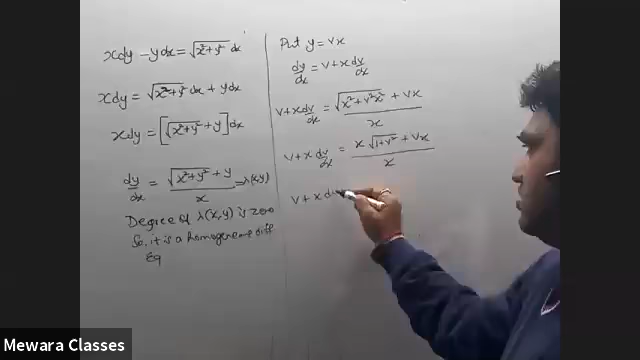 xdy - ydx = √x²+y² dx
xdy = √x²+y² dx + ydx
xdy = [√x²+y² + y] dx
dy/dx = (√x²+y² + y)/x = λ(x,y)
Degree of λ(x,y) is zero
So, it is a homogeneous diff
Eq
Put y = vx
dy/dx = v + x dv/dx
v + x dv/dx = (√x²+v²x² + vx)/x
v + x dv/dx = (x √1+v² + vx)/x
v + x dv
Mewara Classes